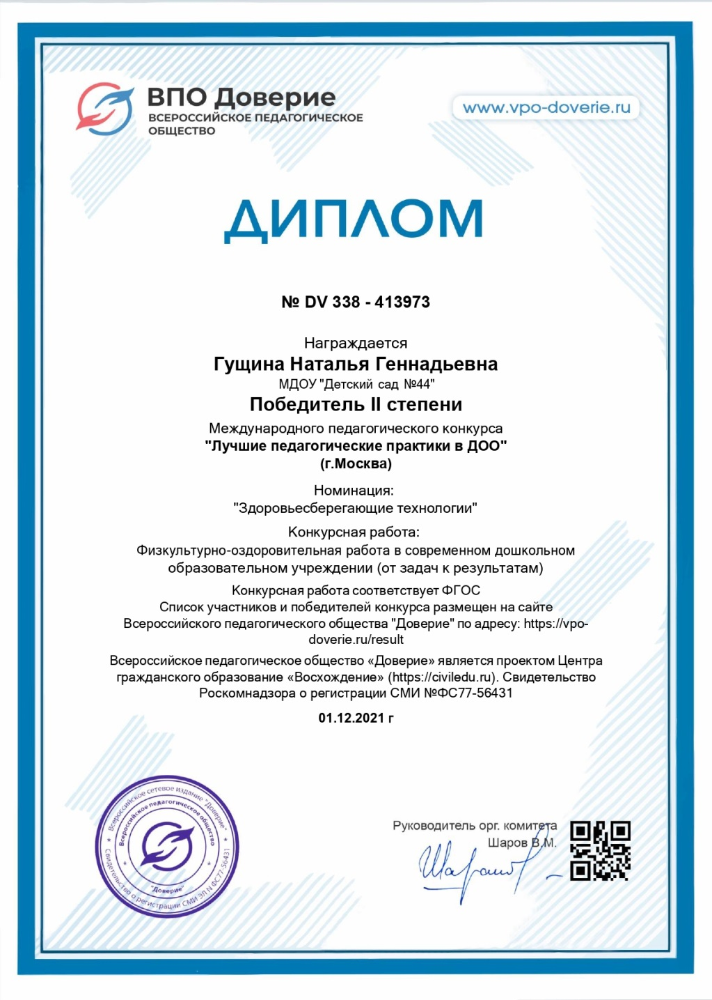 ВПО Доверие
ВСЕРОССИЙСКОЕ ПЕДАГОГИЧЕСКОЕ
ОБЩЕСТВО
www.vpo-doverie.ru
ДИПЛОМ
№ DV 338 - 413973
Награждается
Гущина Наталья Геннадьевна
МДОУ "Детский сад №44"
Победитель II степени
Международного педагогического конкурса
"Лучшие педагогические практики в ДОО"
(г.Москва)
Номинация:
"Здоровьесберегающие технологии"
Конкурсная работа:
Физкультурно-оздоровительная работа в современном дошкольном
образовательном учреждении (от задач к результатам)
Конкурсная работа соответствует ФГОС
Список участников и победителей конкурса размещен на сайте
Всероссийского педагогического общества "Доверие" по адресу: https://vpo-
doverie.ru/result
Всероссийское педагогическое общество «Доверие» является проектом Центра
гражданского образование «Восхождение» (https://civiledu.ru). Свидетельство
Роскомнадзора о регистрации СМИ №ФС77-56431
01.12.2021 г
Всероссийское сетевое издание "Доверие"
Свидетельство о регистрации СМИ ЭЛ N ФС77-56431
Всероссийское педагогическое общество
"Доверие"
Руководитель орг. комитета
Шаров В.М.